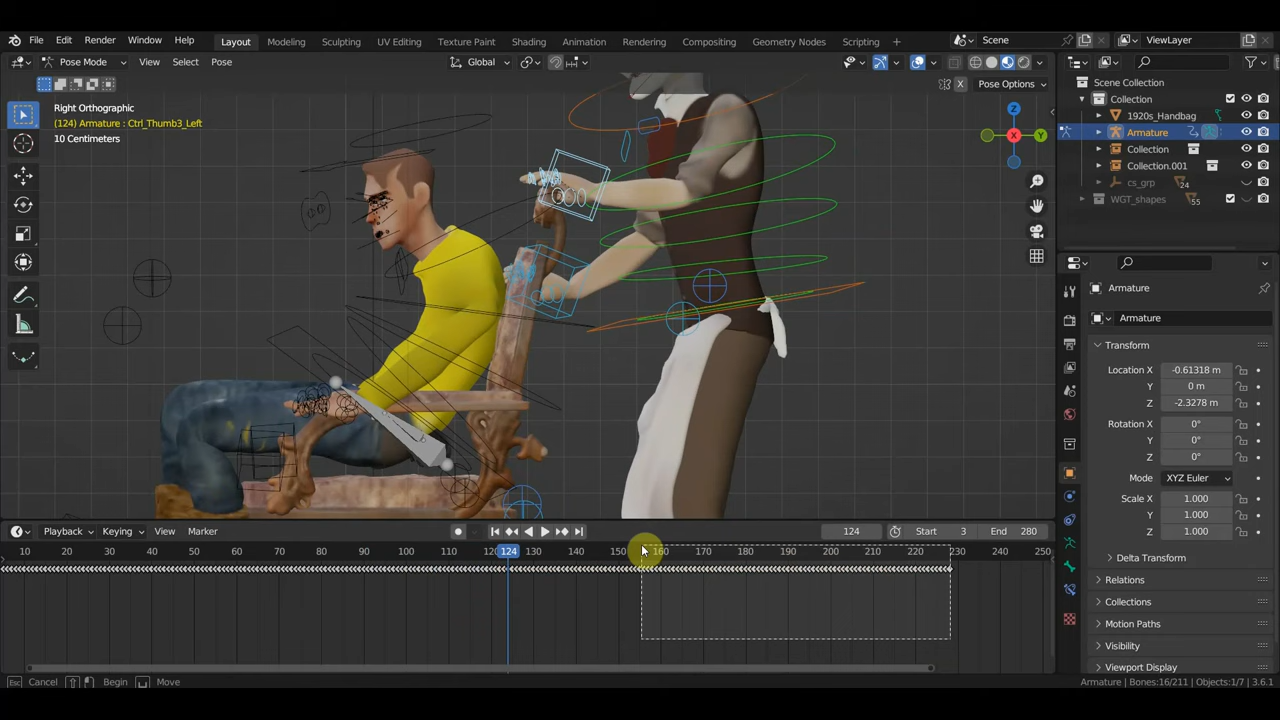 File Edit Render Window Help Layout Modeling Sculpting UV Editing Texture Paint Shading Animation Rendering Compositing Geometry Nodes Scripting Scene ViewLayer
Pose Mode View Select Pose Global
X Pose Options
Right Orthographic
(124) Armature : Ctrl_Thumb3_Left
10 Centimeters
Z
Y
X
Scene Collection
Collection
1920s_Handbag
Armature
Collection
Collection.001
cs_grp 24
WGT_shapes 55
Armature
Armature
Transform
Location X -0.61318 m
Y 0 m
Z -2.3278 m
Rotation X 0°
Y 0°
Z 0°
Mode XYZ Euler
Scale X 1.000
Y 1.000
Z 1.000
Delta Transform
Relations
Collections
Motion Paths
Visibility
Viewport Display
Playback Keying View Marker 124 Start 3 End 280
10 20 30 40 50 60 70 80 90 100 110 124 130 140 150 160 170 180 190 200 210 220 230 240 250
Esc Cancel Begin Move Armature | Bones:16/211 | Objects:1/7 | 3.6.1